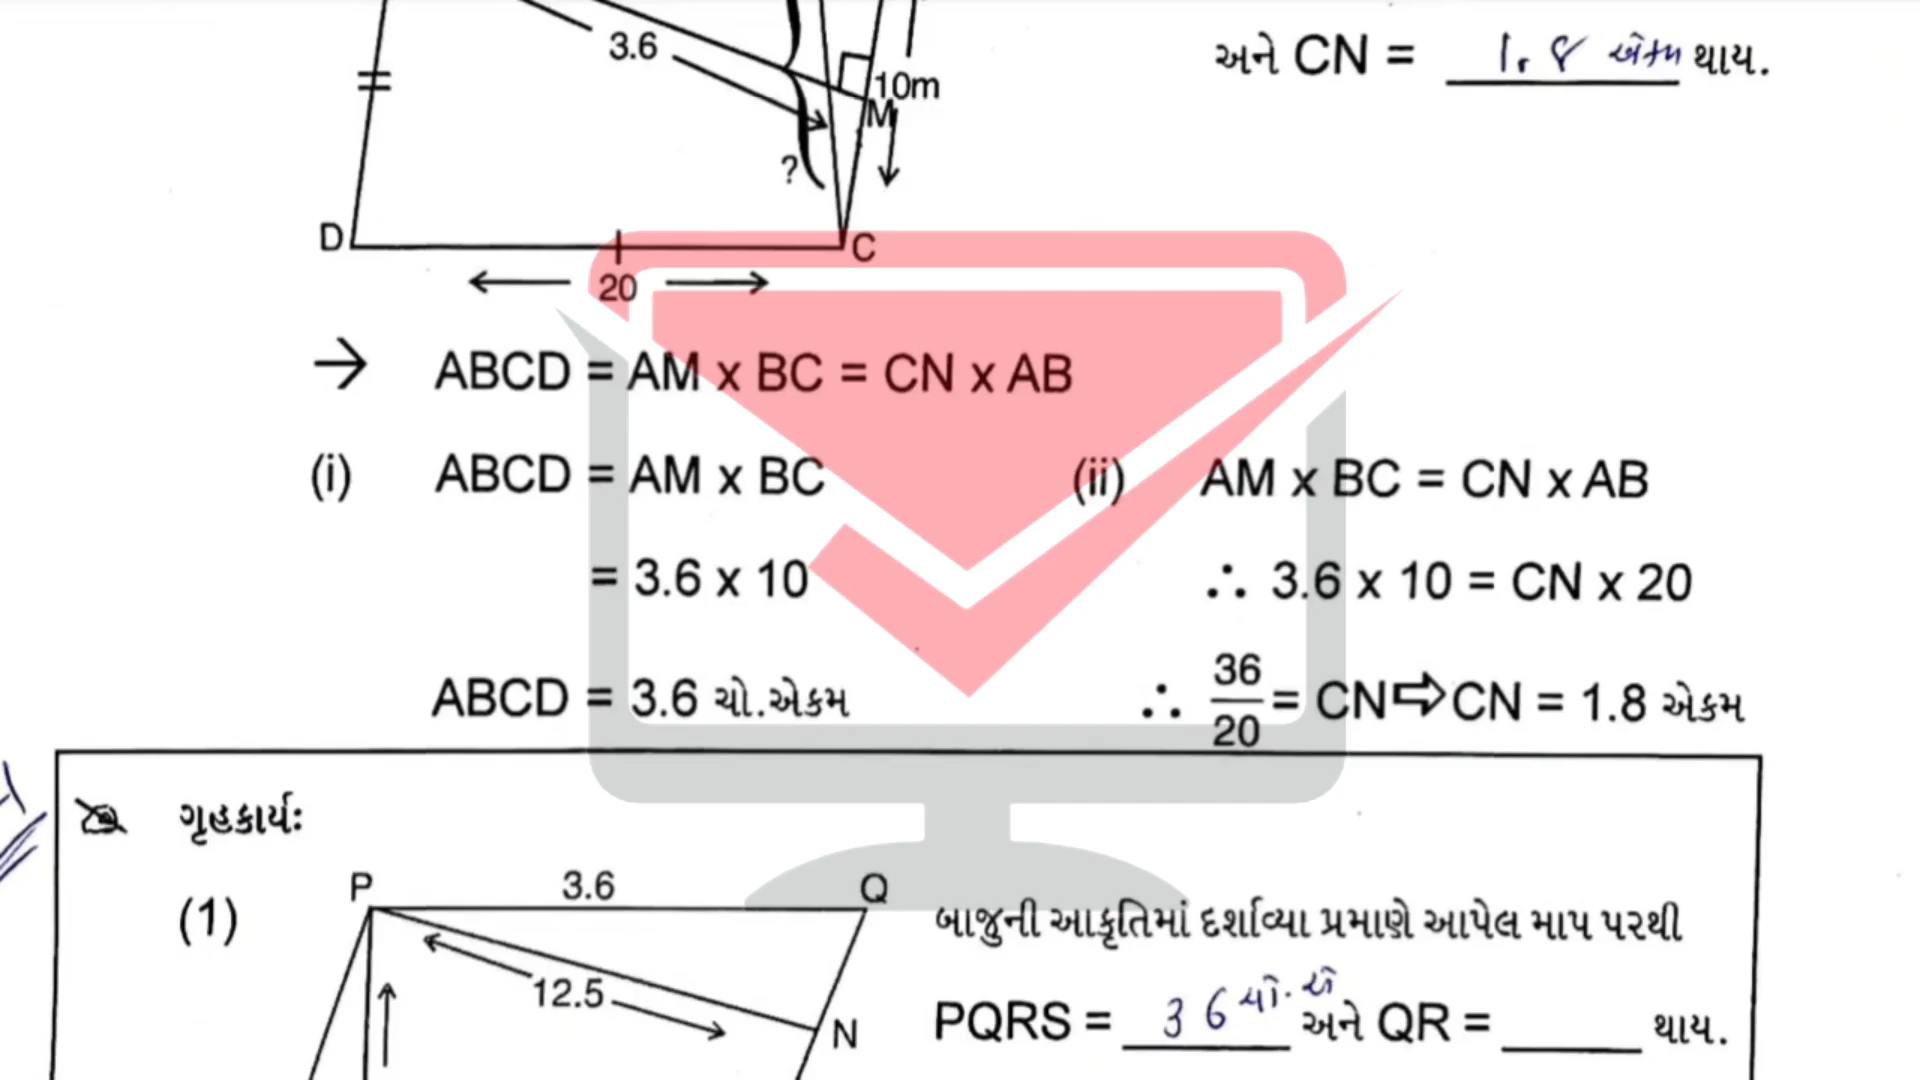 3.6
10m
M
?
અને CN = 1.8 એકમ થાય.
D
C
20
→ ABCD = AM x BC = CN x AB
(i) ABCD = AM x BC
(ii) AM x BC = CN x AB
= 3.6 x 10
∴ 3.6 x 10 = CN x 20
ABCD = 3.6 ચો.એકમ
∴ 36/20 = CN ⇨ CN = 1.8 એકમ
ગૃહકાર્યઃ
(1)
P
3.6
Q
12.5
N
બાજુની આકૃતિમાં દર્શાવ્યા પ્રમાણે આપેલ માપ પરથી
PQRS = 36 ચો. એ અને QR = ______ થાય.